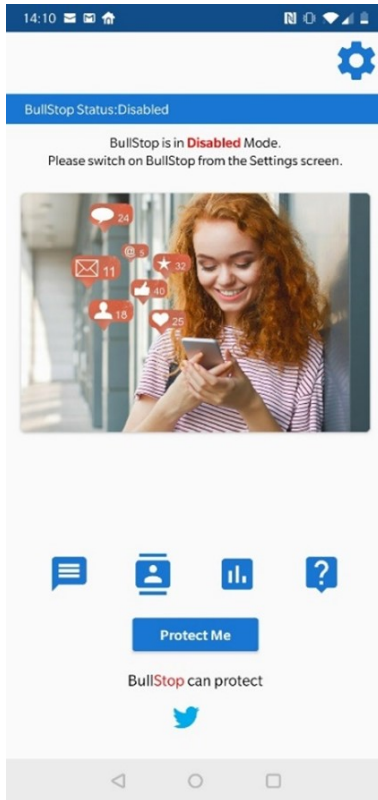 14:10
BullStop Status:Disabled
BullStop is in Disabled Mode.
Please switch on BullStop from the Settings screen.
24
@ 5
11
32
40
18
25
Protect Me
BullStop can protect